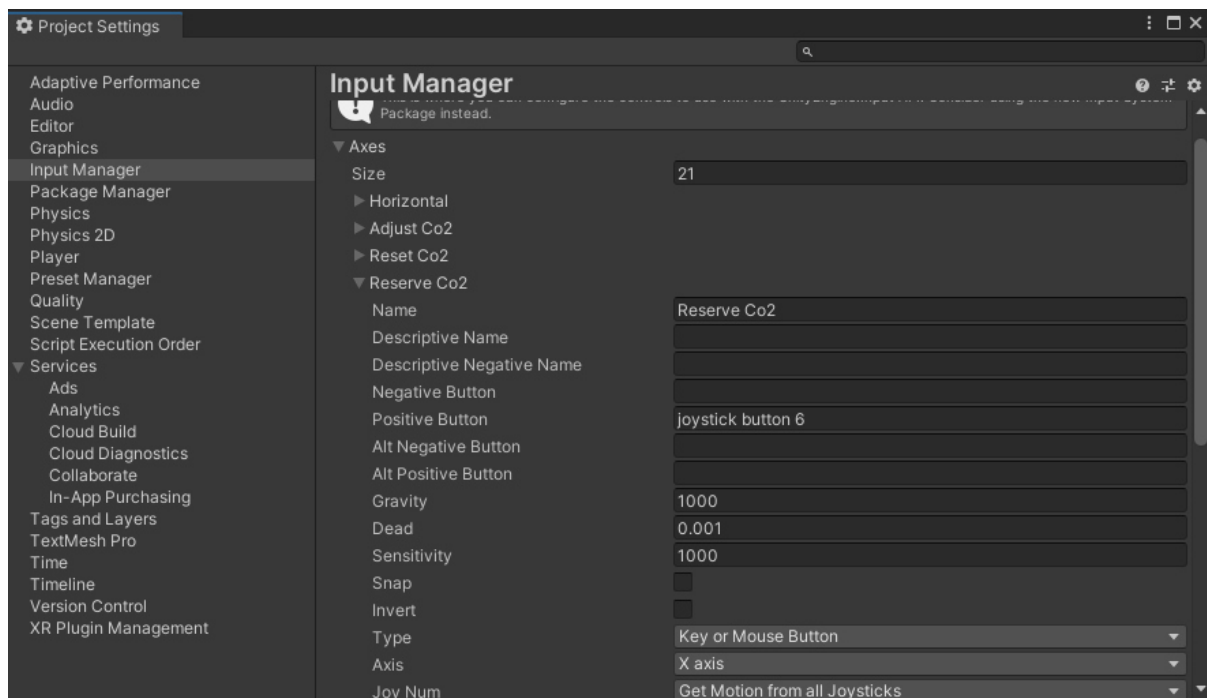 Project Settings
Adaptive Performance
Audio
Editor
Graphics
Input Manager
Package Manager
Physics
Physics 2D
Player
Preset Manager
Quality
Scene Template
Script Execution Order
Services
Ads
Analytics
Cloud Build
Cloud Diagnostics
Collaborate
In-App Purchasing
Tags and Layers
TextMesh Pro
Time
Timeline
Version Control
XR Plugin Management
Input Manager
Package instead.
Axes
Size 21
Horizontal
Adjust Co2
Reset Co2
Reserve Co2
Name Reserve Co2
Descriptive Name
Descriptive Negative Name
Negative Button
Positive Button joystick button 6
Alt Negative Button
Alt Positive Button
Gravity 1000
Dead 0.001
Sensitivity 1000
Snap
Invert
Type Key or Mouse Button
Axis X axis
Joy Num Get Motion from all Joysticks